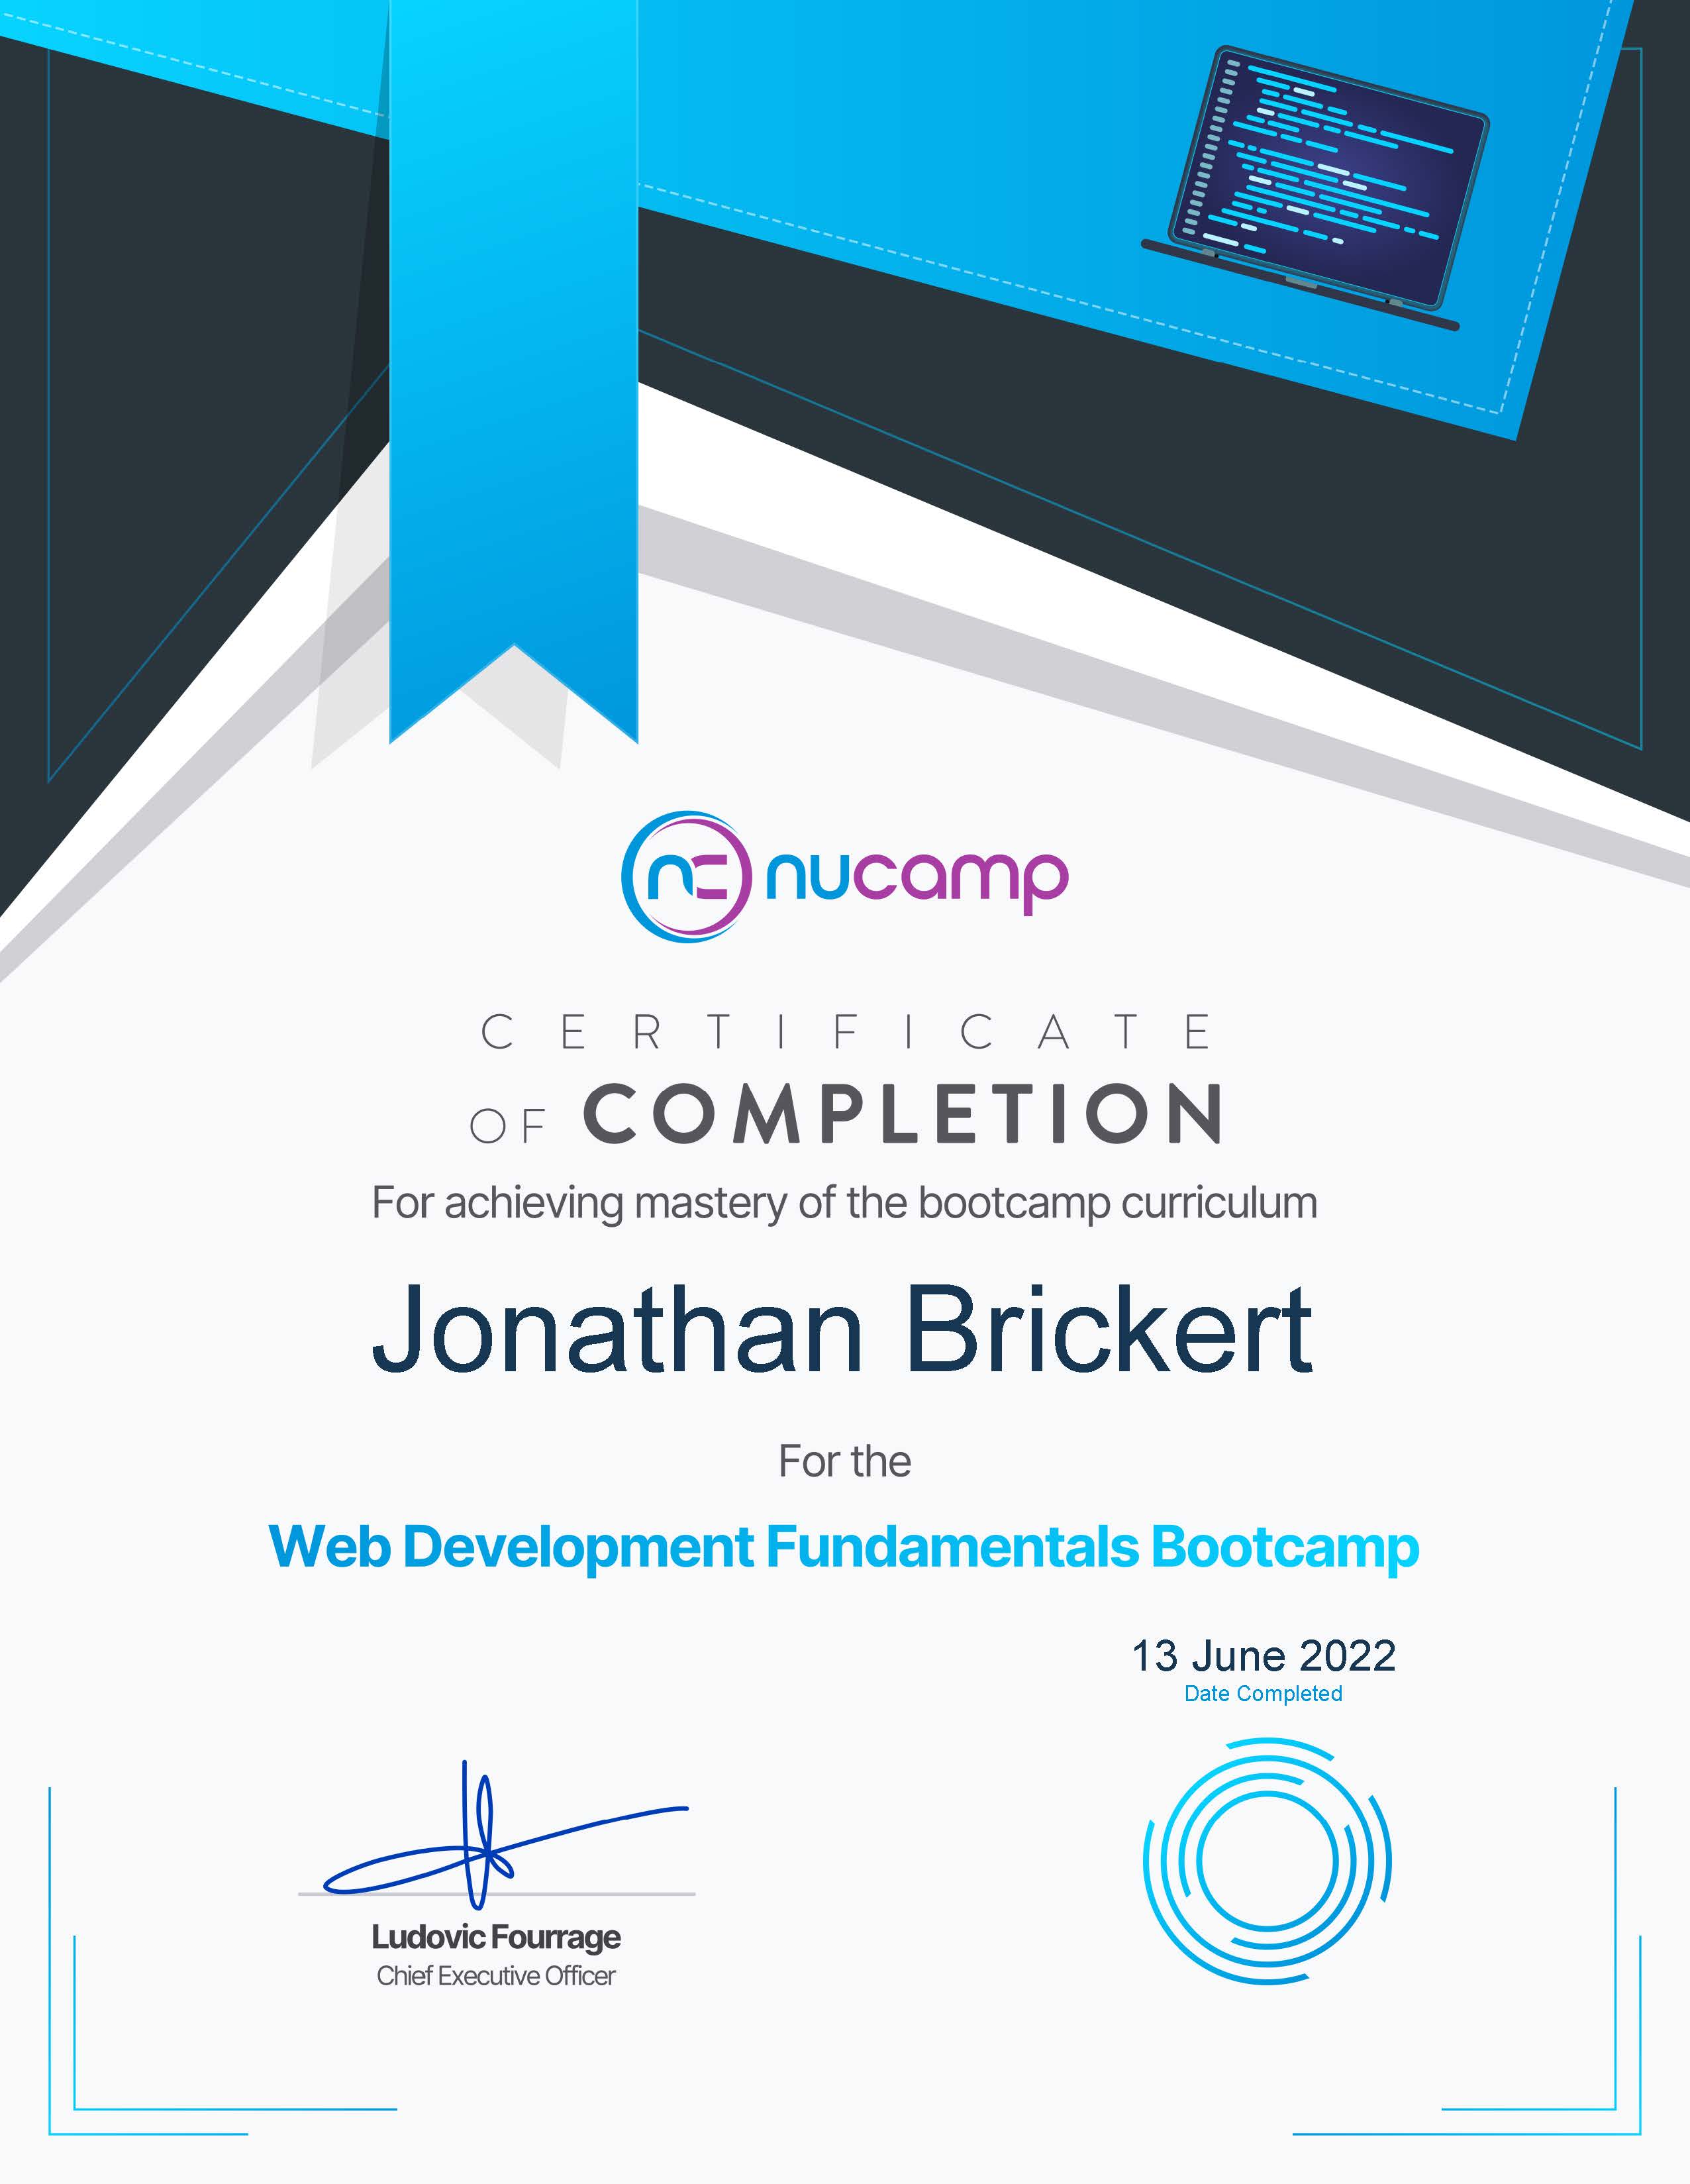 nc nucamp
CERTIFICATE
OF COMPLETION
For achieving mastery of the bootcamp curriculum
Jonathan Brickert
For the
Web Development Fundamentals Bootcamp
13 June 2022
Date Completed
Ludovic Fourrage
Chief Executive Officer